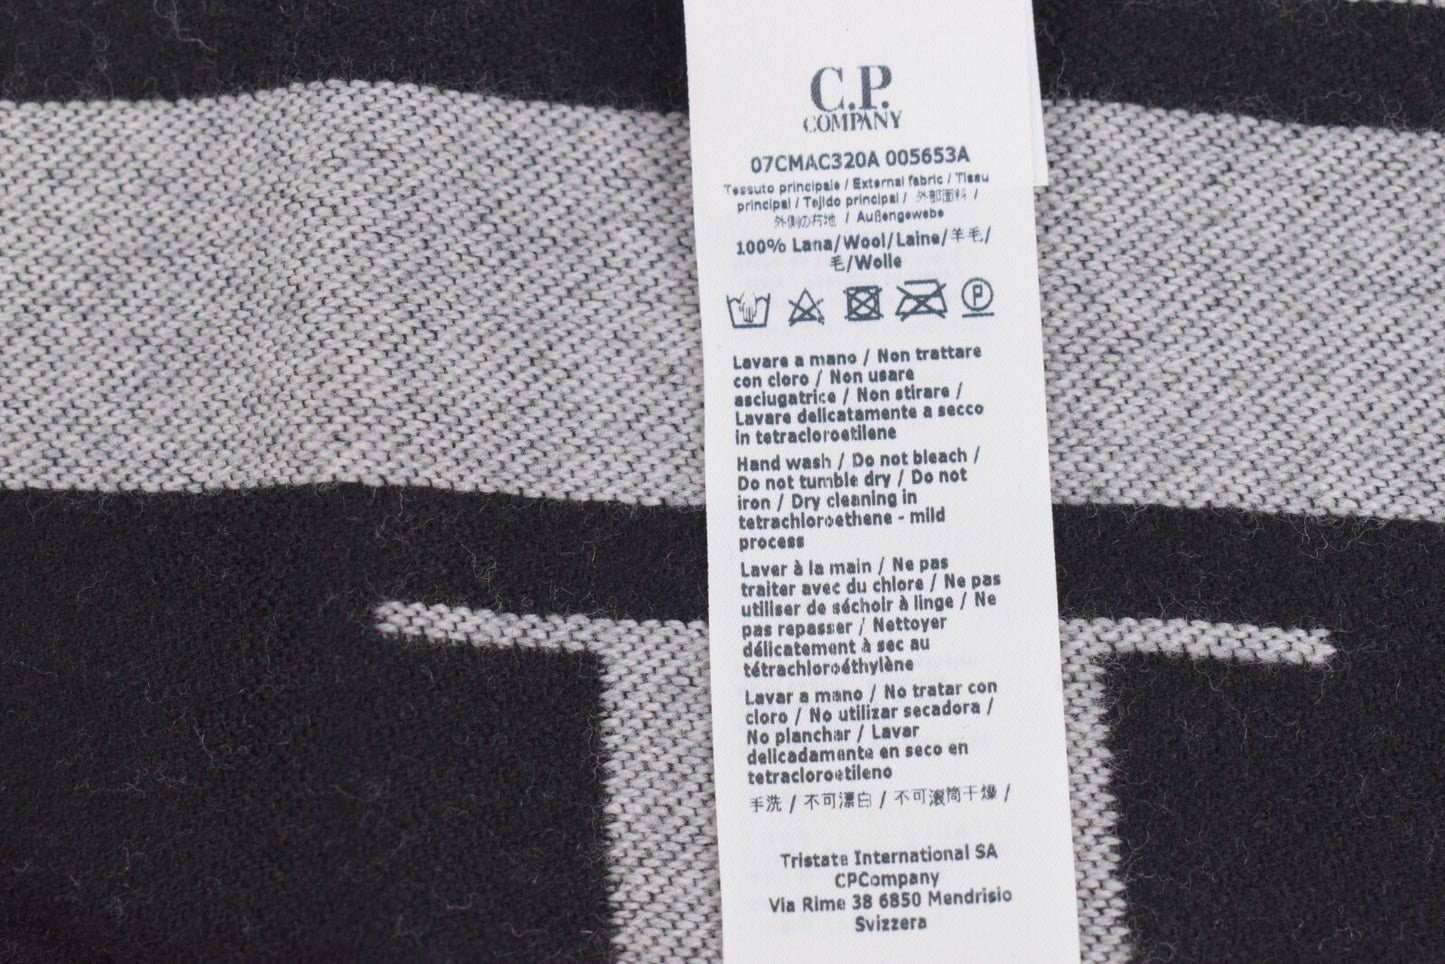 C.P.
COMPANY
07CMAC320A 005653A
Tessuto principale / External fabric / Tissu
principal / Tejido principal / 外部面料 /
外側の布地 / Außengewebe
100% Lana/Wool/Laine/羊毛/
毛/Wolle
P
Lavare a mano / Non trattare
con cloro / Non usare
asciugatrice / Non stirare /
Lavare delicatamente a secco
in tetracloroetilene
Hand wash / Do not bleach /
Do not tumble dry / Do not
iron / Dry cleaning in
tetrachloroethene - mild
process
Laver à la main / Ne pas
traiter avec du chlore / Ne pas
utiliser de séchoir à linge / Ne
pas repasser / Nettoyer
délicatement à sec au
tétrachloroéthylène
Lavar a mano / No tratar con
cloro / No utilizar secadora /
No planchar / Lavar
delicadamente en seco en
tetracloroetileno
手洗 / 不可漂白 / 不可滚筒干燥 /
Tristate International SA
CPCompany
Via Rime 38 6850 Mendrisio
Svizzera